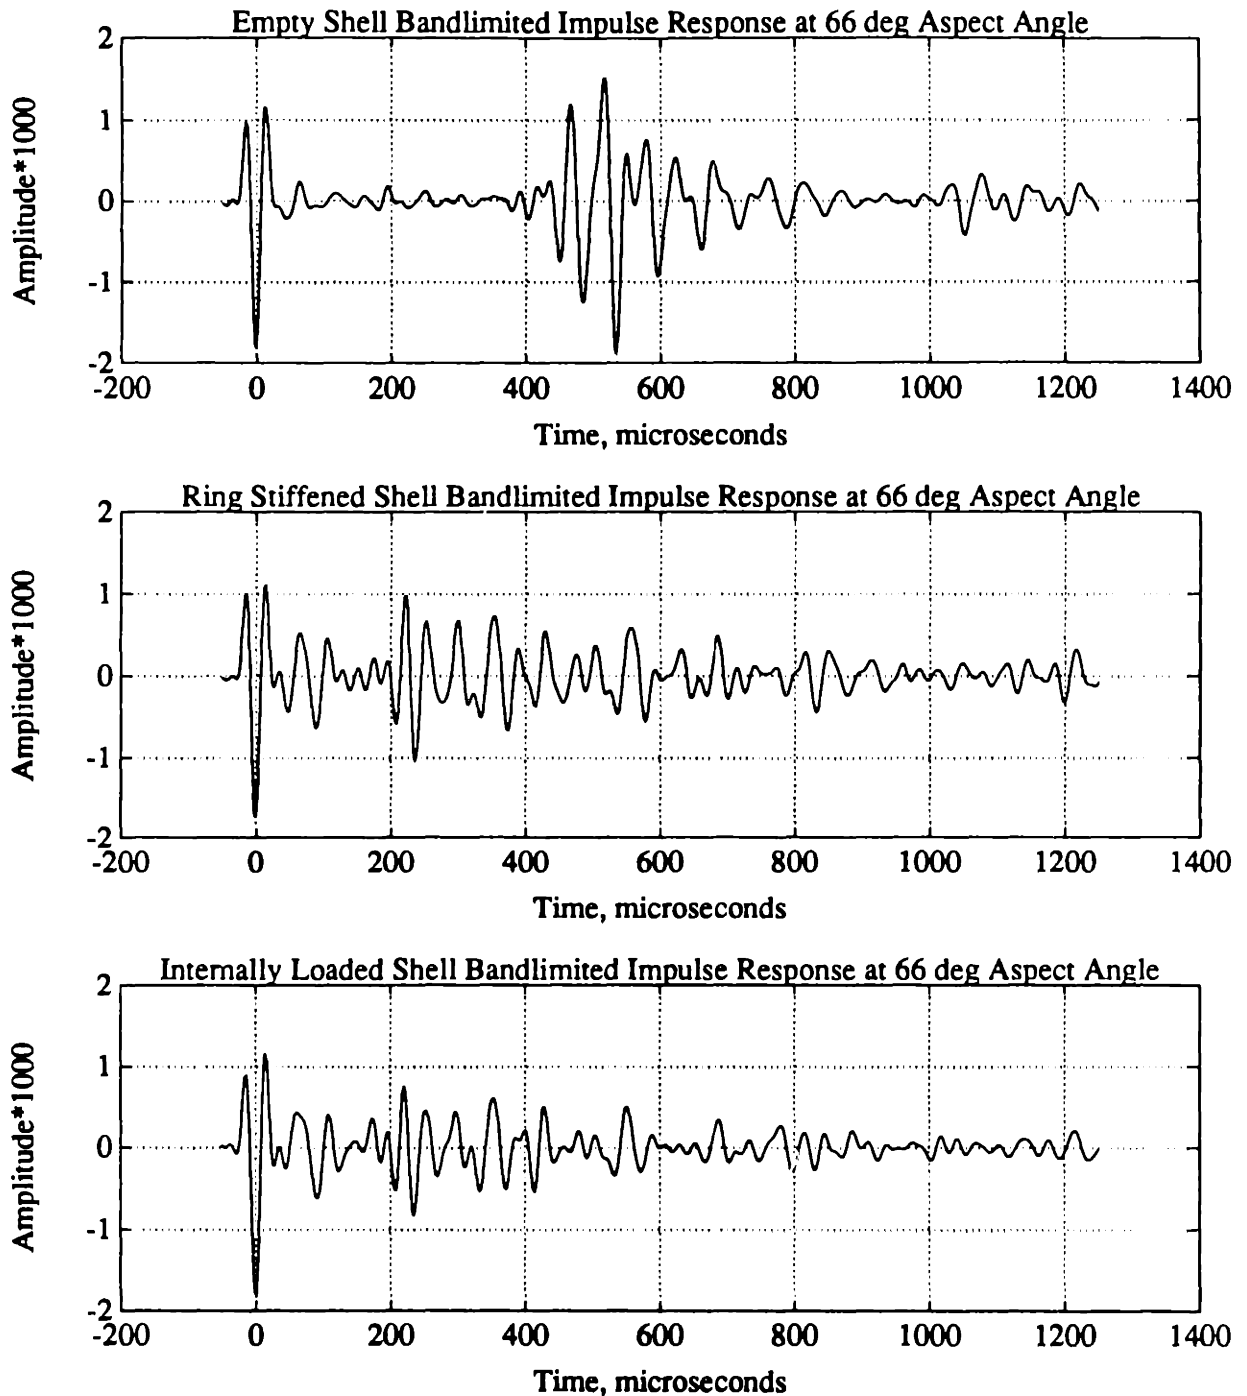 Empty Shell Bandlimited Impulse Response at 66 deg Aspect Angle
2
1
0
-1
-2
Amplitude*1000
-200 0 200 400 600 800 1000 1200 1400
Time, microseconds
Ring Stiffened Shell Bandlimited Impulse Response at 66 deg Aspect Angle
2
1
0
-1
-2
Amplitude*1000
-200 0 200 400 600 800 1000 1200 1400
Time, microseconds
Internally Loaded Shell Bandlimited Impulse Response at 66 deg Aspect Angle
2
1
0
-1
-2
Amplitude*1000
-200 0 200 400 600 800 1000 1200 1400
Time, microseconds